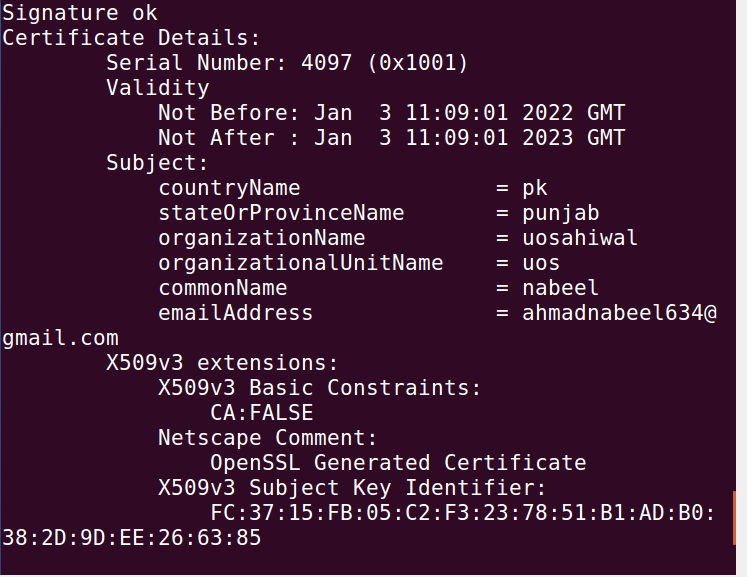 Signature ok
Certificate Details:
        Serial Number: 4097 (0x1001)
        Validity
            Not Before: Jan  3 11:09:01 2022 GMT
            Not After : Jan  3 11:09:01 2023 GMT
        Subject:
            countryName               = pk
            stateOrProvinceName       = punjab
            organizationName          = uosahiwal
            organizationalUnitName    = uos
            commonName                = nabeel
            emailAddress              = ahmadnabeel634@
gmail.com
        X509v3 extensions:
            X509v3 Basic Constraints:
                CA:FALSE
            Netscape Comment:
                OpenSSL Generated Certificate
            X509v3 Subject Key Identifier:
                FC:37:15:FB:05:C2:F3:23:78:51:B1:AD:B0:
38:2D:9D:EE:26:63:85